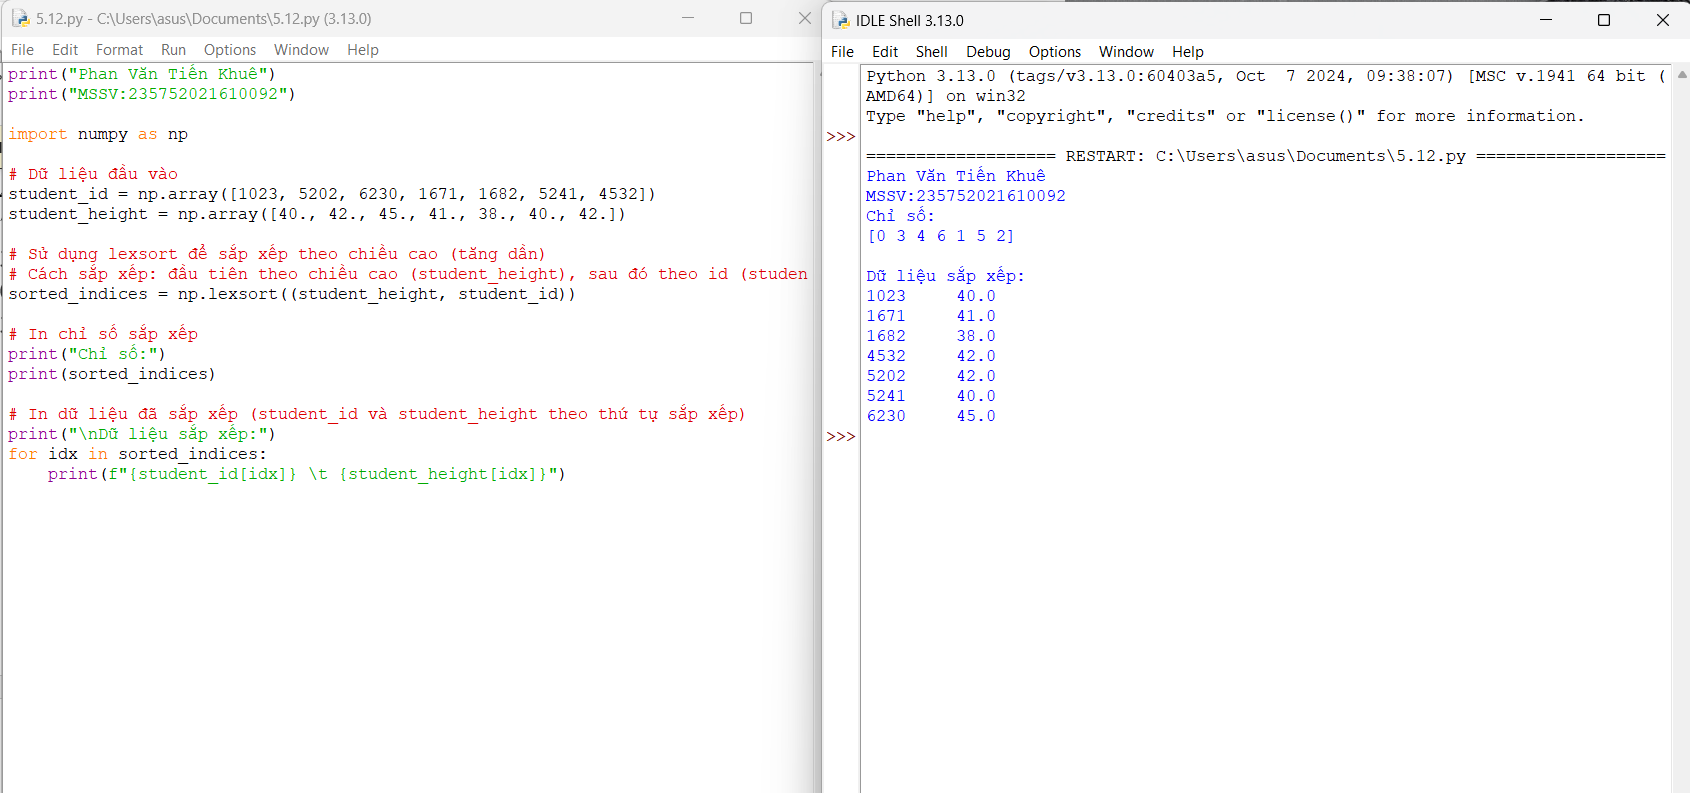 5.12.py - C:\Users\asus\Documents\5.12.py (3.13.0)
File Edit Format Run Options Window Help
print("Phan Văn Tiến Khuê")
print("MSSV:235752021610092")
import numpy as np
# Dữ liệu đầu vào
student_id = np.array([1023, 5202, 6230, 1671, 1682, 5241, 4532])
student_height = np.array([40., 42., 45., 41., 38., 40., 42.])
# Sử dụng lexsort để sắp xếp theo chiều cao (tăng dần)
# Cách sắp xếp: đầu tiên theo chiều cao (student_height), sau đó theo id (studen
sorted_indices = np.lexsort((student_height, student_id))
# In chỉ số sắp xếp
print("Chỉ số:")
print(sorted_indices)
# In dữ liệu đã sắp xếp (student_id và student_height theo thứ tự sắp xếp)
print("\nDữ liệu sắp xếp:")
for idx in sorted_indices:
    print(f"{student_id[idx]} \t {student_height[idx]}")
IDLE Shell 3.13.0
File Edit Shell Debug Options Window Help
Python 3.13.0 (tags/v3.13.0:60403a5, Oct  7 2024, 09:38:07) [MSC v.1941 64 bit (
AMD64)] on win32
Type "help", "copyright", "credits" or "license()" for more information.
>>>
=================== RESTART: C:\Users\asus\Documents\5.12.py ===================
Phan Văn Tiến Khuê
MSSV:235752021610092
Chỉ số:
[0 3 4 6 1 5 2]
Dữ liệu sắp xếp:
1023 40.0
1671 41.0
1682 38.0
4532 42.0
5202 42.0
5241 40.0
6230 45.0
>>>